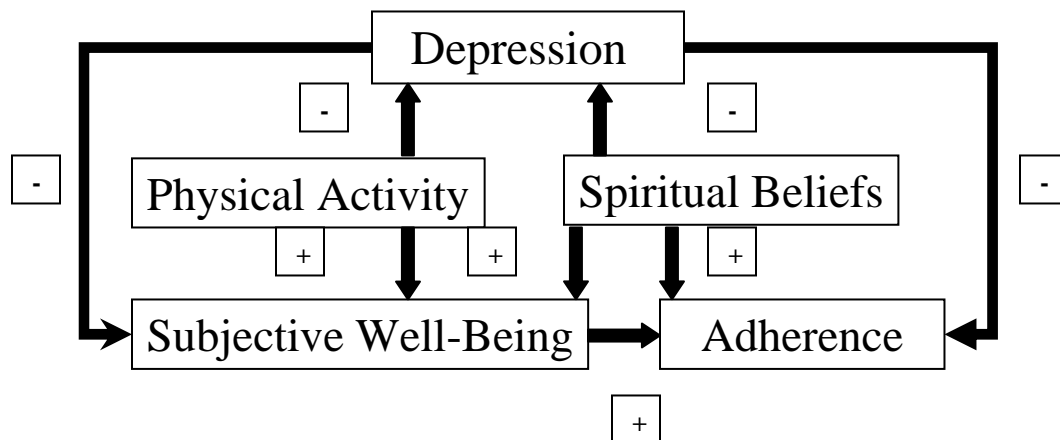 Depression
- -
- -
Physical Activity Spiritual Beliefs
+ + +
Subjective Well-Being Adherence
+